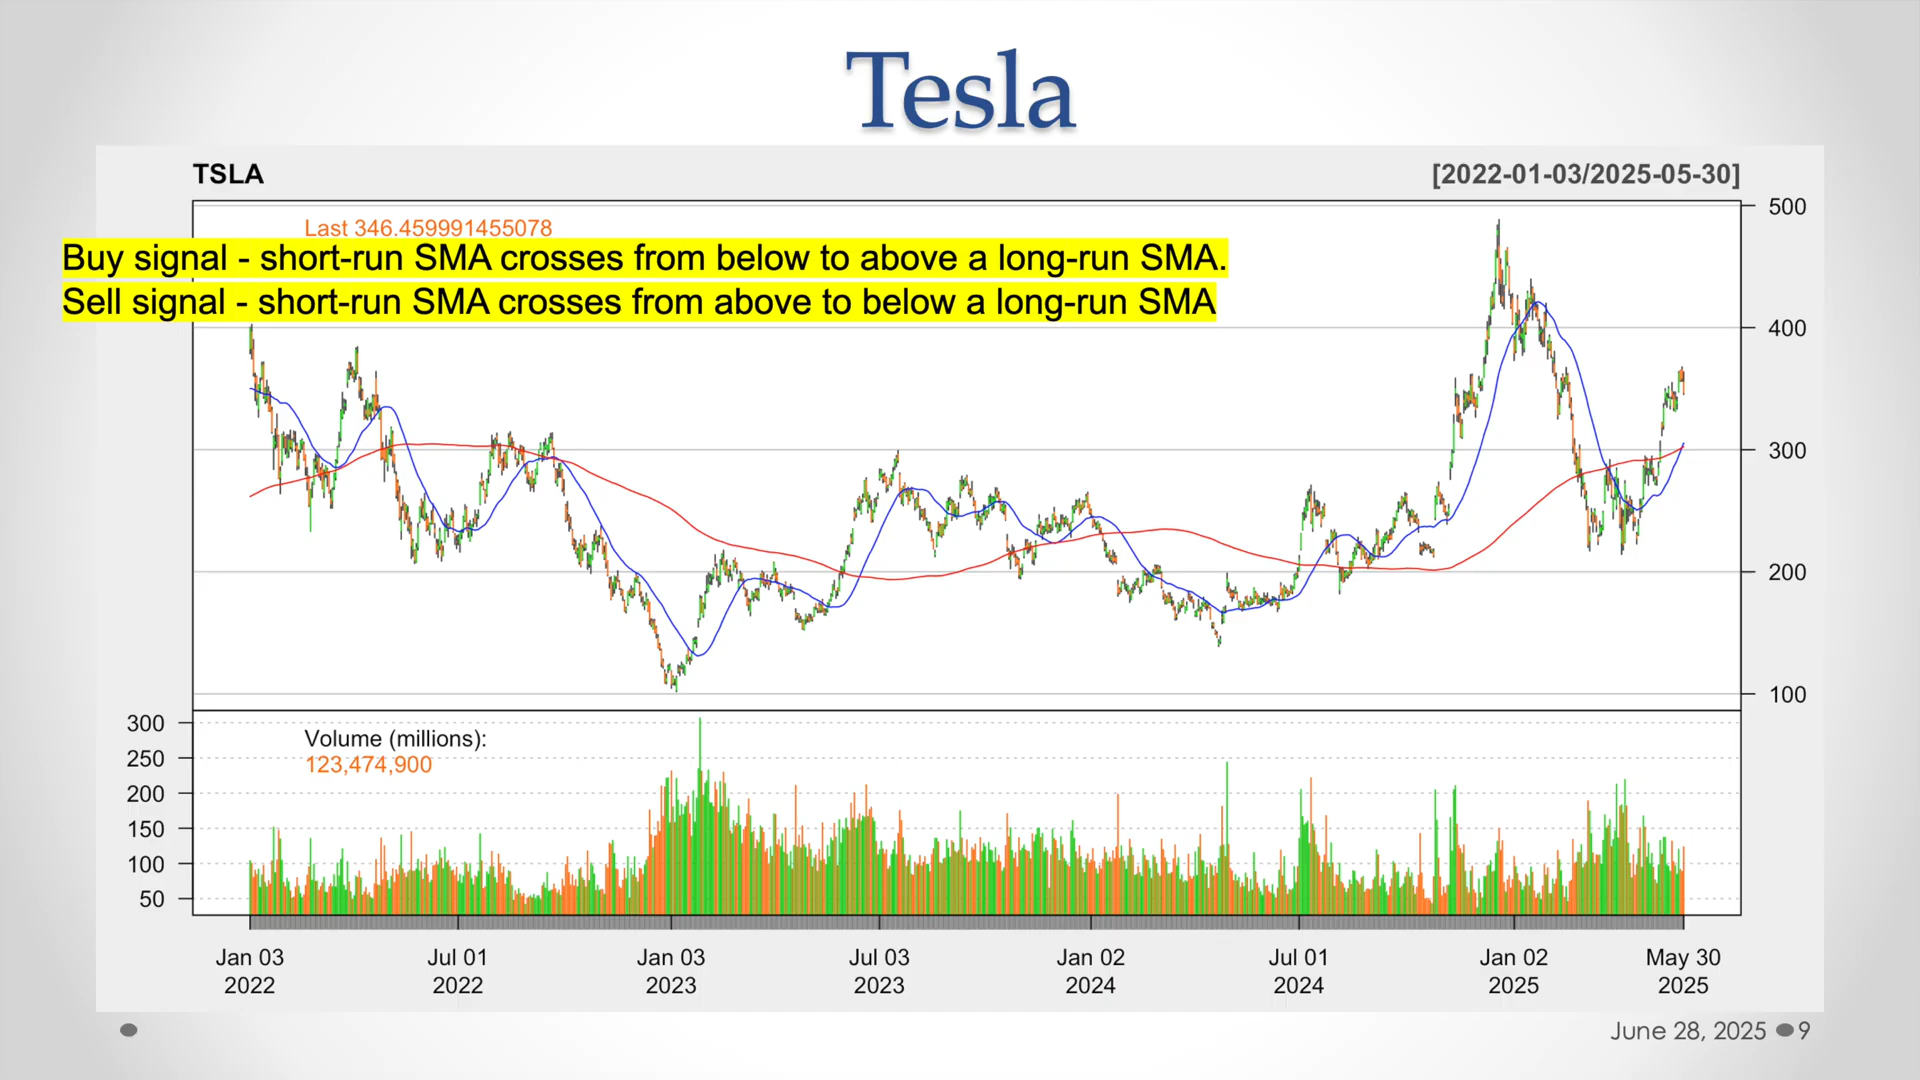 Tesla
TSLA
[2022-01-03/2025-05-30]
Last 346.459991455078
Buy signal - short-run SMA crosses from below to above a long-run SMA.
Sell signal - short-run SMA crosses from above to below a long-run SMA
500
400
300
200
100
Volume (millions):
123,474,900
300
250
200
150
100
50
Jan 03 2022
Jul 01 2022
Jan 03 2023
Jul 03 2023
Jan 02 2024
Jul 01 2024
Jan 02 2025
May 30 2025
June 28, 2025
9